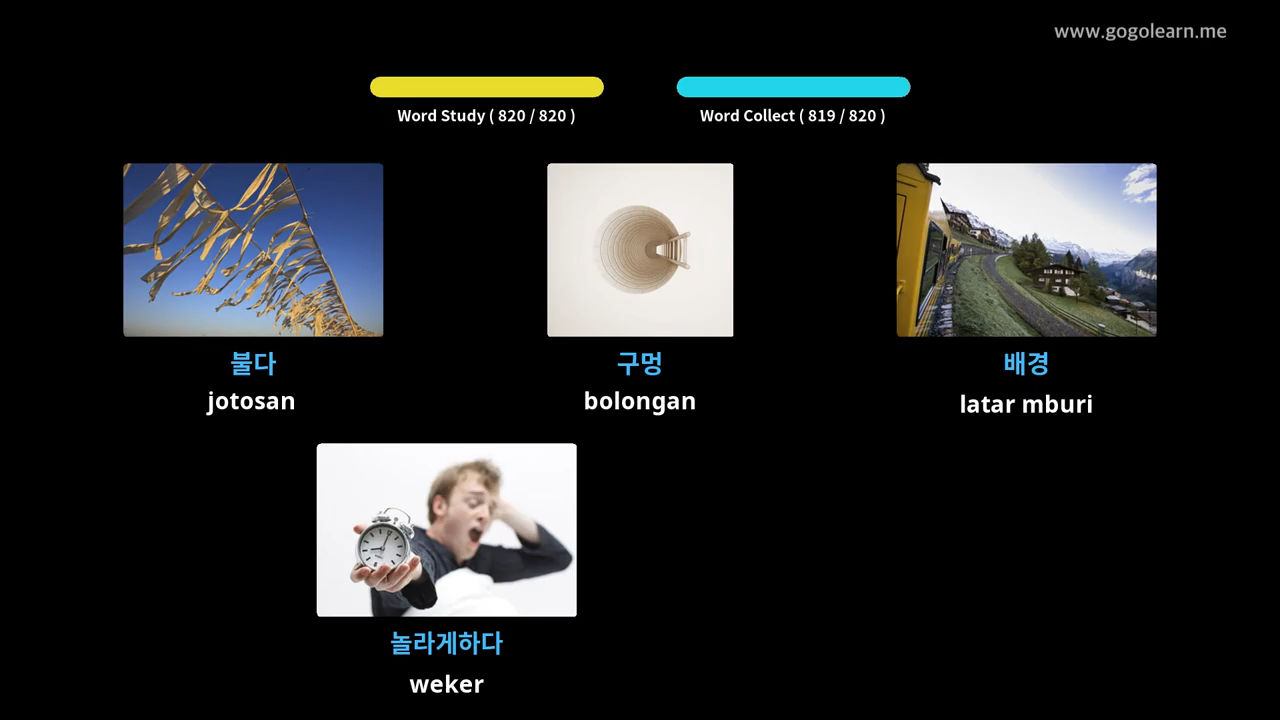 www.gogolearn.me
Word Study ( 820 / 820 )
Word Collect ( 819 / 820 )
불다
jotosan
구멍
bolongan
배경
latar mburi
놀라게하다
weker